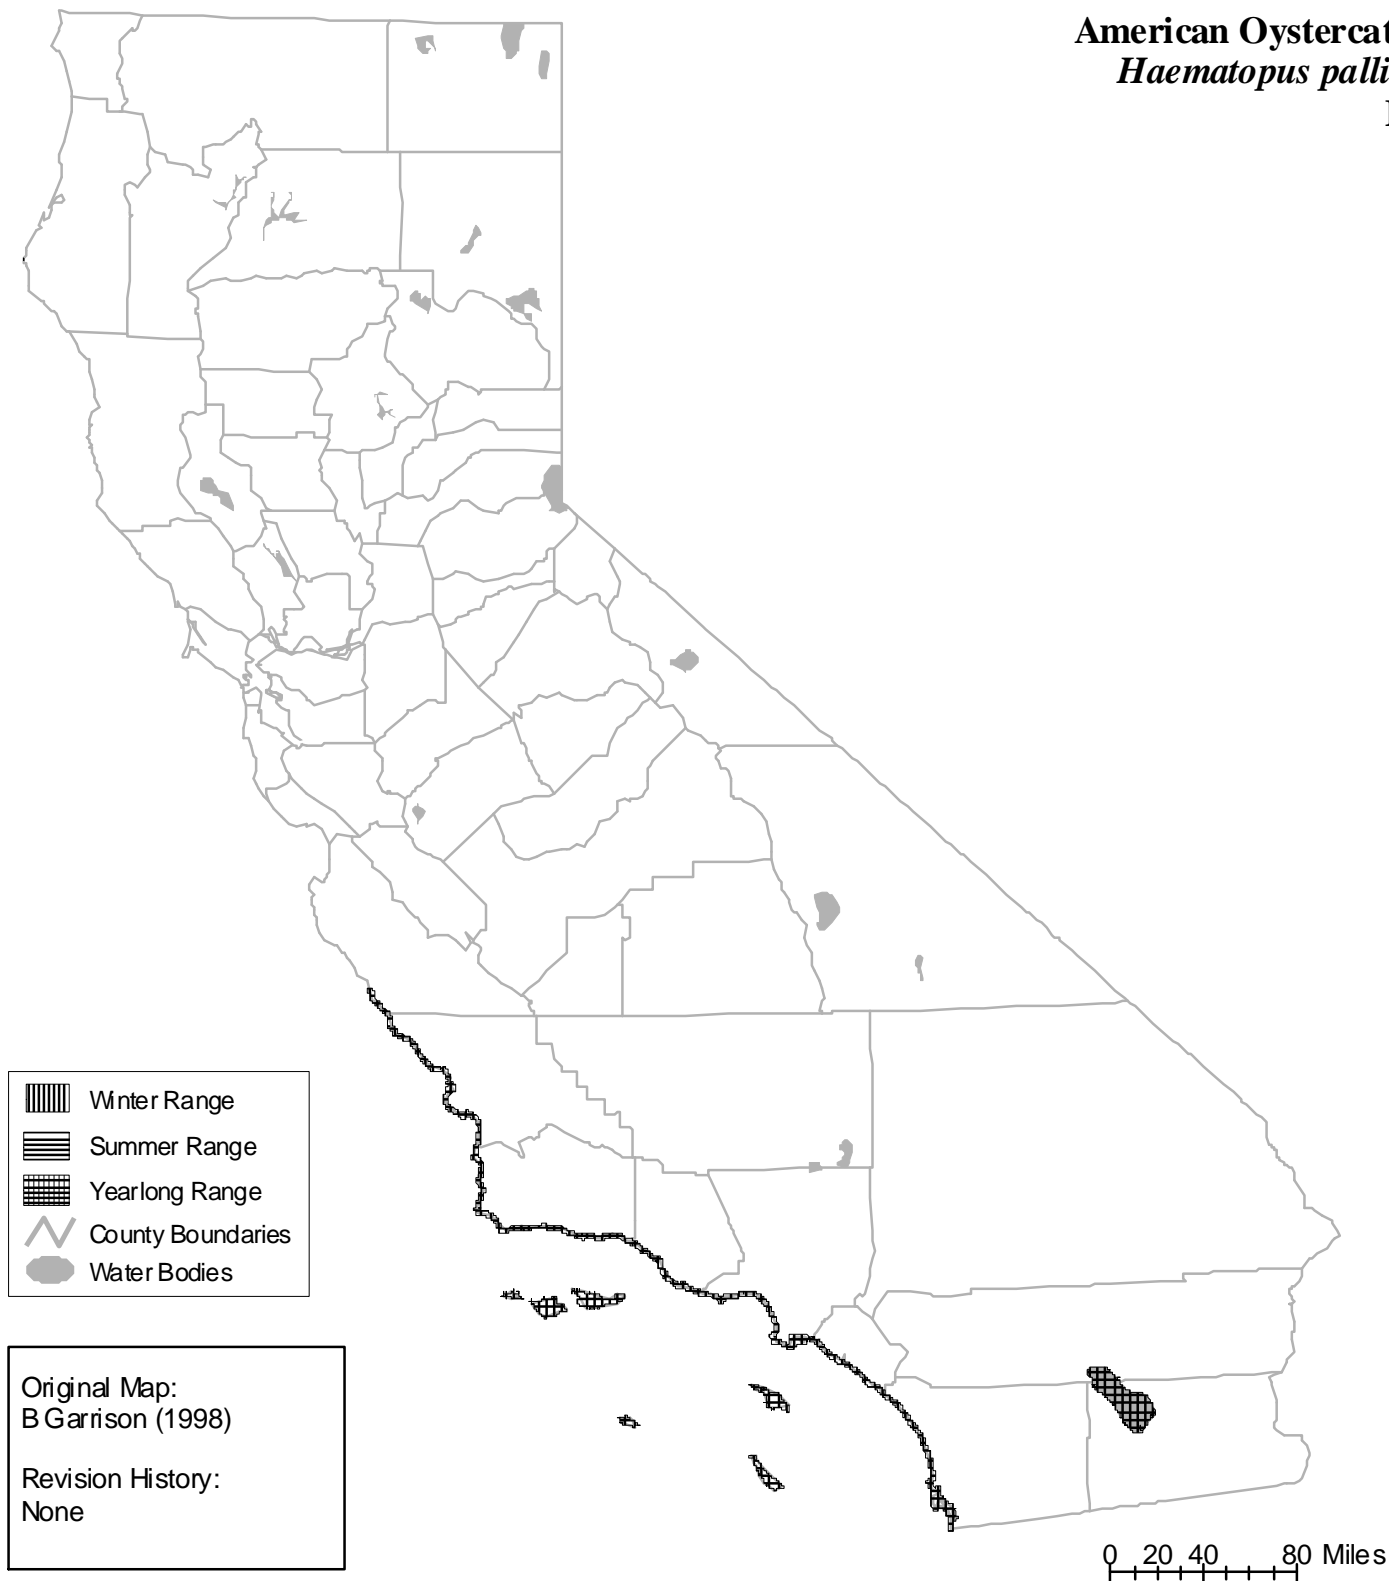 American Oystercat
Haematopus palli
Winter Range
Summer Range
Yearlong Range
County Boundaries
Water Bodies
Original Map:
B Garrison (1998)
Revision History:
None
0 20 40 80 Miles